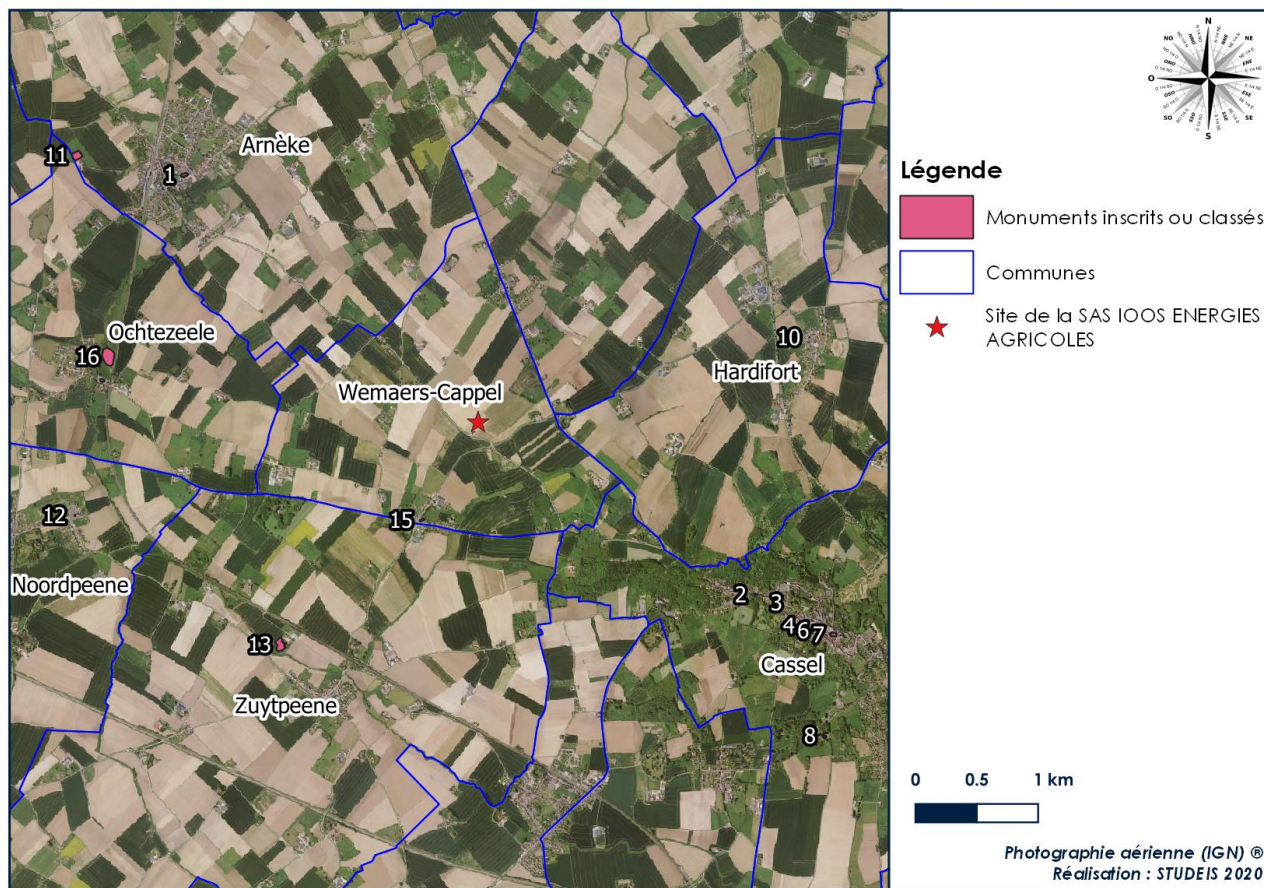 Arnèke
11
1
Ochtezeele
16
Wemaers-Cappel
10
Hardifort
12
15
Noordpeene
2
3
4
6
7
13
Cassel
Zuytpeene
8
N
NO
NE
O
SO
SE
S
Légende
Monuments inscrits ou classés
Communes
Site de la SAS IOOS ENERGIES
AGRICOLES
0 0.5 1 km
Photographie aérienne (IGN) ®
Réalisation : STUDEIS 2020